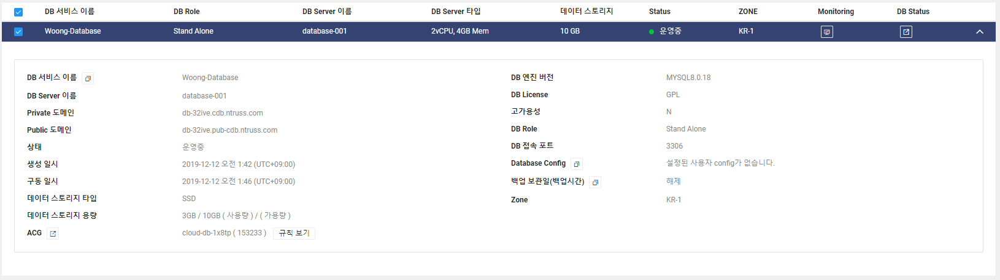 DB 서비스 이름 DB Role DB Server 이름 DB Server 타입 데이터 스토리지 Status ZONE Monitoring DB Status
Woong-Database Stand Alone database-001 2vCPU, 4GB Mem 10 GB 운영중 KR-1
DB 서비스 이름 Woong-Database
DB Server 이름 database-001
Private 도메인 db-32ive.cdb.ntruss.com
Public 도메인 db-32ive.pub-cdb.ntruss.com
상태 운영중
생성 일시 2019-12-12 오전 1:42 (UTC+09:00)
구동 일시 2019-12-12 오전 1:46 (UTC+09:00)
데이터 스토리지 타입 SSD
데이터 스토리지 용량 3GB / 10GB ( 사용량 ) / ( 가용량 )
ACG cloud-db-1x8tp ( 153233 ) 규칙 보기
DB 엔진 버전 MYSQL8.0.18
DB License GPL
고가용성 N
DB Role Stand Alone
DB 접속 포트 3306
Database Config 설정된 사용자 config가 없습니다.
백업 보관일(백업시간) 해제
Zone KR-1